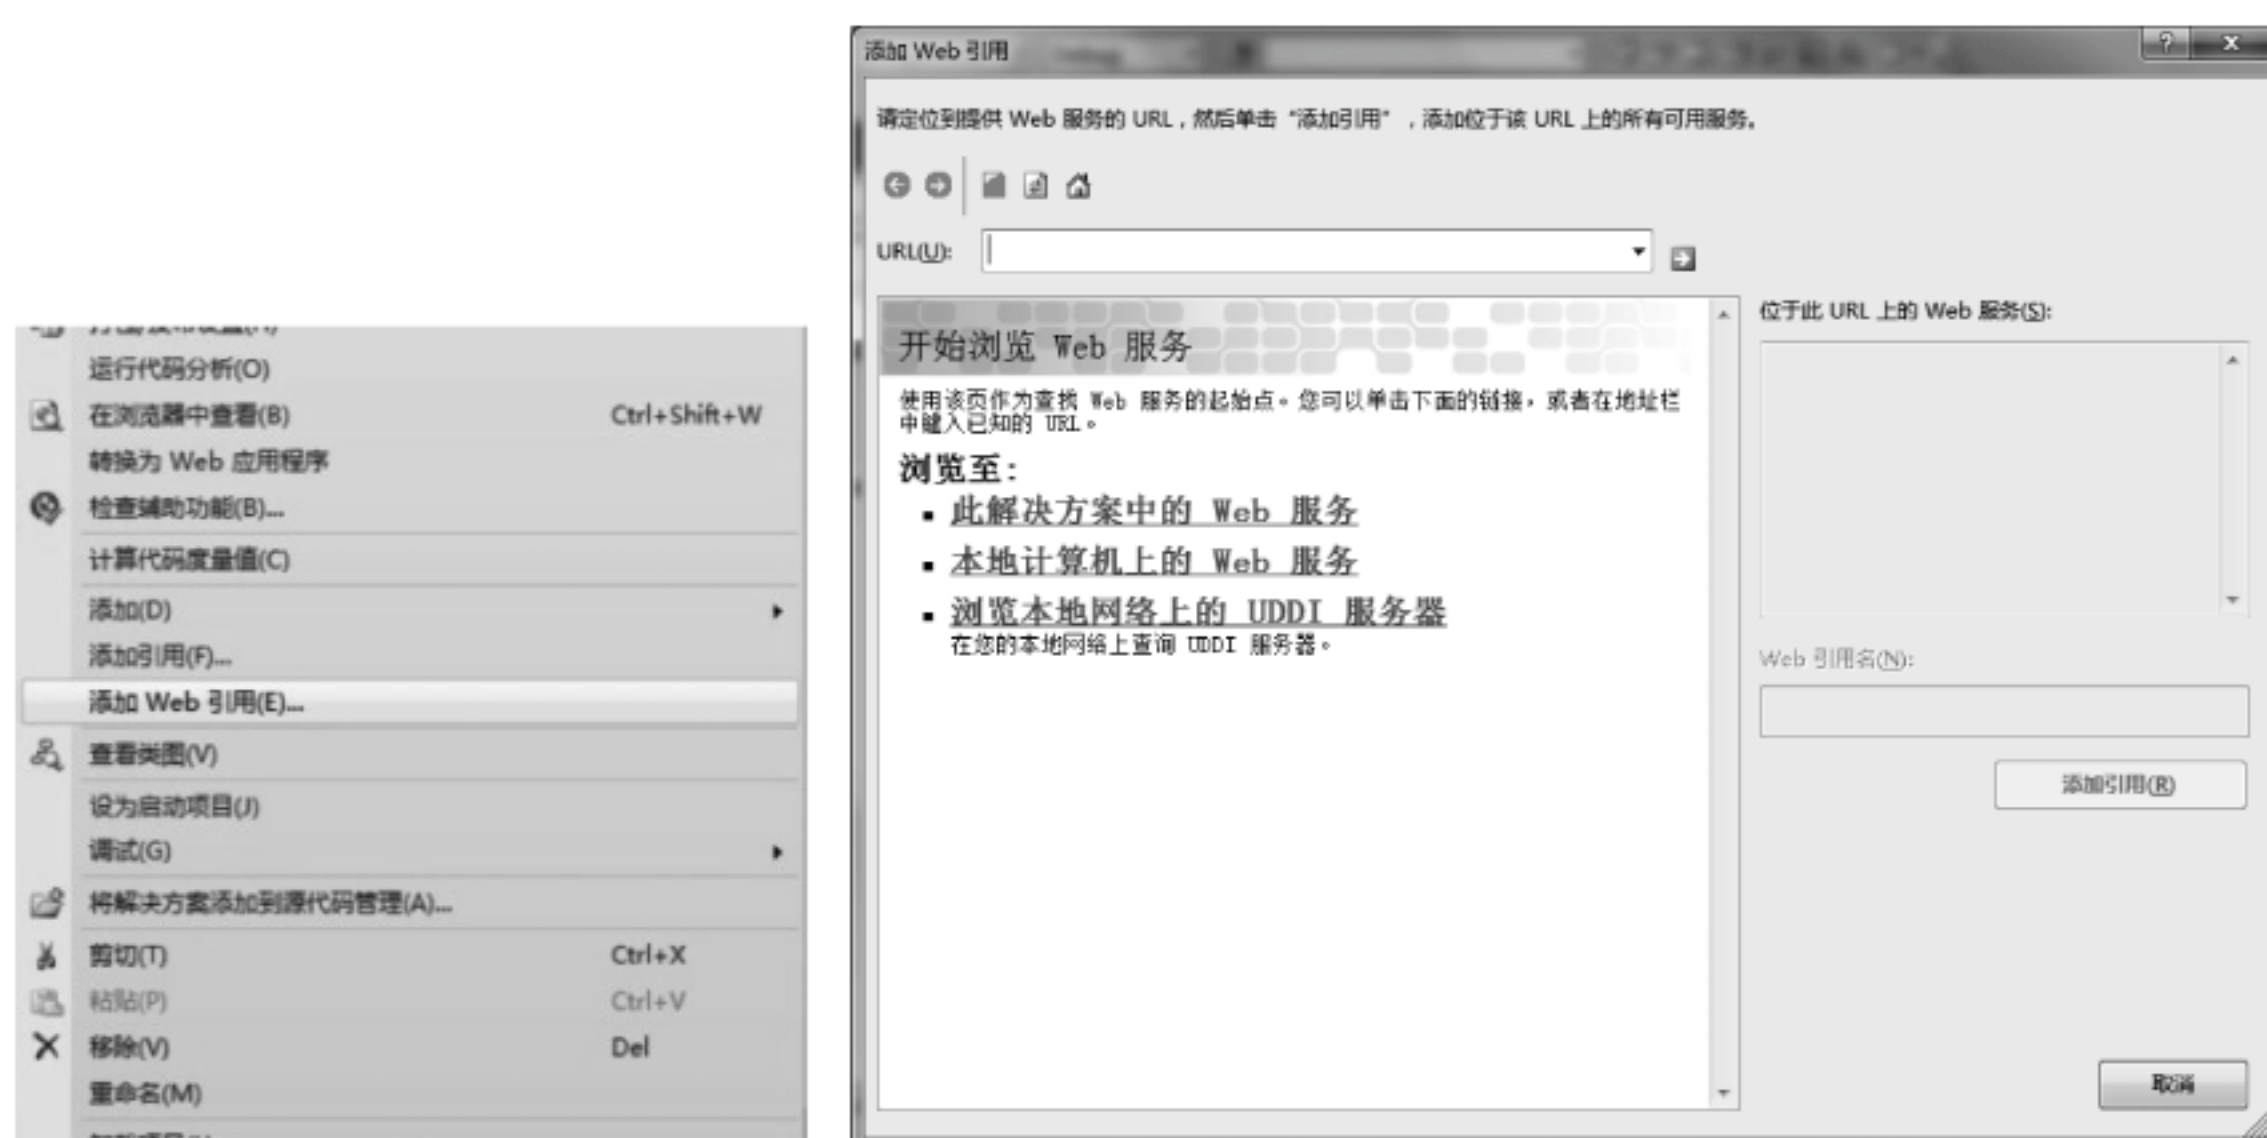 运行代码分析(O)
在浏览器中查看(B) Ctrl+Shift+W
转换为 Web 应用程序
检查辅助功能(B)...
计算代码度量值(C)
添加(D)
添加引用(F)...
添加 Web 引用(E)...
查看类图(V)
设为启动项目(J)
调试(G)
将解决方案添加到源代码管理(A)...
剪切(T) Ctrl+X
粘贴(P) Ctrl+V
移除(V) Del
重命名(M)
添加 Web 引用
请定位到提供 Web 服务的 URL，然后单击“添加引用”，添加位于该 URL 上的所有可用服务。
URL(U):
开始浏览 Web 服务
使用该页作为查找 Web 服务的起始点。您可以单击下面的链接，或者在地址栏
中键入已知的 URL。
浏览至:
▪ 此解决方案中的 Web 服务
▪ 本地计算机上的 Web 服务
▪ 浏览本地网络上的 UDDI 服务器
在您的本地网络上查询 UDDI 服务器。
位于此 URL 上的 Web 服务(S):
Web 引用名(N):
添加引用(R)
取消